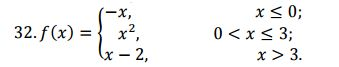 −x, x ≤ 0;
32. f(x) = { x², 0 < x ≤ 3;
x − 2, x > 3.